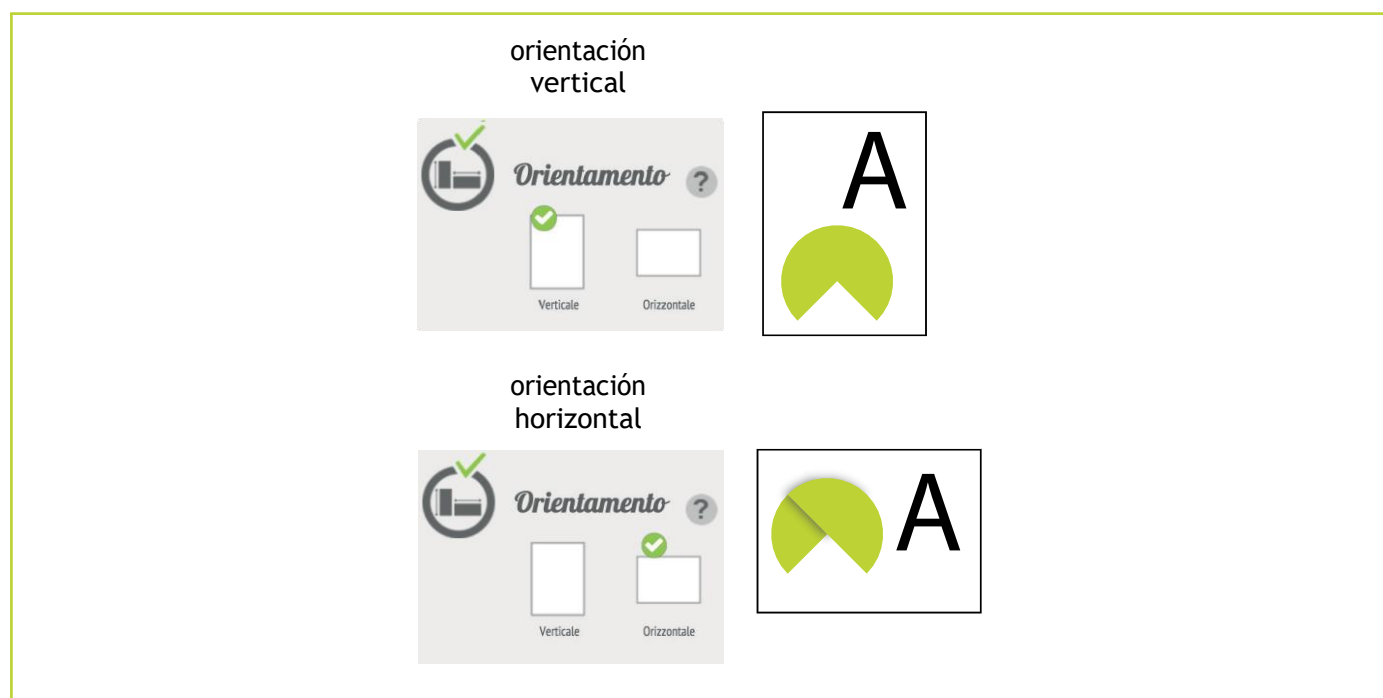 orientación
vertical
Orientamento ?
Verticale Orizzontale
A
orientación
horizontal
Orientamento ?
Verticale Orizzontale
A